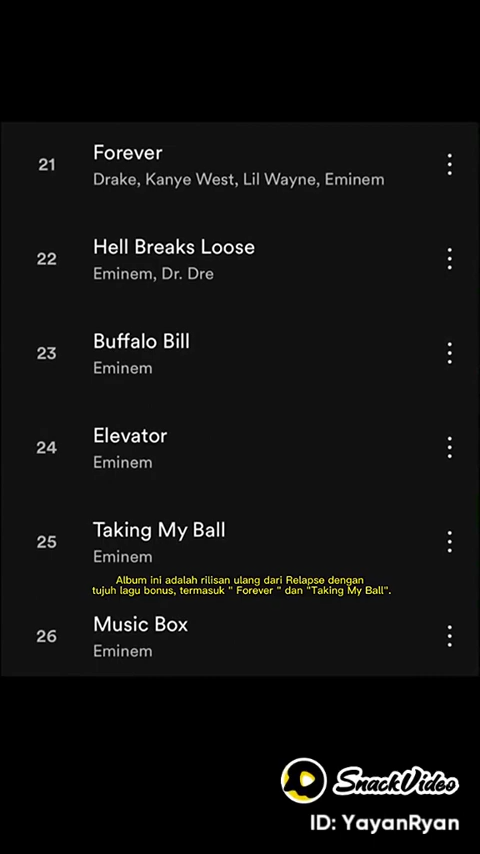 21
Forever
Drake, Kanye West, Lil Wayne, Eminem
22
Hell Breaks Loose
Eminem, Dr. Dre
23
Buffalo Bill
Eminem
24
Elevator
Eminem
25
Taking My Ball
Eminem
Album ini adalah rilisan ulang dari Relapse dengan
tujuh lagu bonus, termasuk " Forever " dan "Taking My Ball".
26
Music Box
Eminem
SnackVideo
ID: YayanRyan